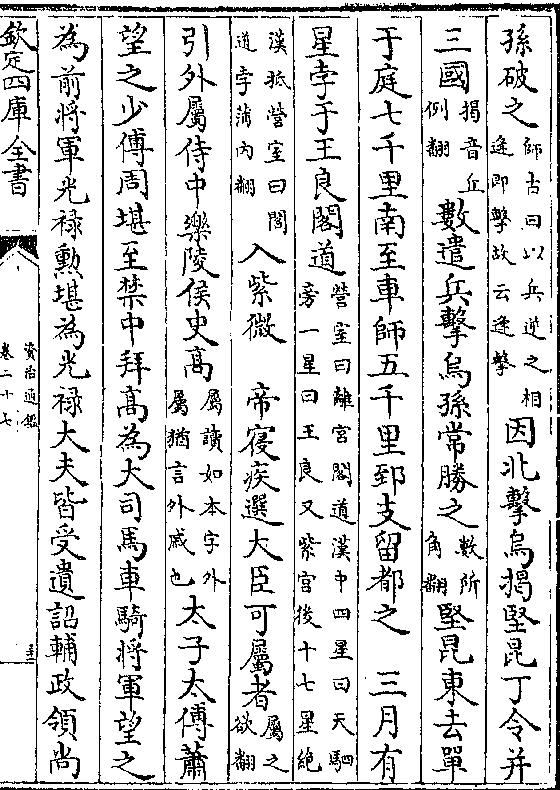 孫破之師古曰以兵逆之相逢即擊故云逢擊因北擊烏揭堅昆丁令并
三國揭音丘例翻數遣兵擊烏孫常勝之數所角翻堅昆東去單
于庭七千里南至車師五千里郅支留都之　三月有
星孛于王良閣道營室曰離宮閣道漢中四星曰天駟旁一星曰王良又紫宮後十七星絶
漢抵營室曰閣道孛蒲內翻入紫微　帝寢疾選大臣可屬者屬之欲翻
引外屬侍中樂陵侯史高屬讀如本字外屬猶言外戚也太子太傅蕭
望之少傅周堪至禁中拜髙為大司馬車騎將軍望之
為前將軍光禄勲堪為光禄大夫皆受遺詔輔政領尚
欽定四庫全書
資治通鑑
卷二十七